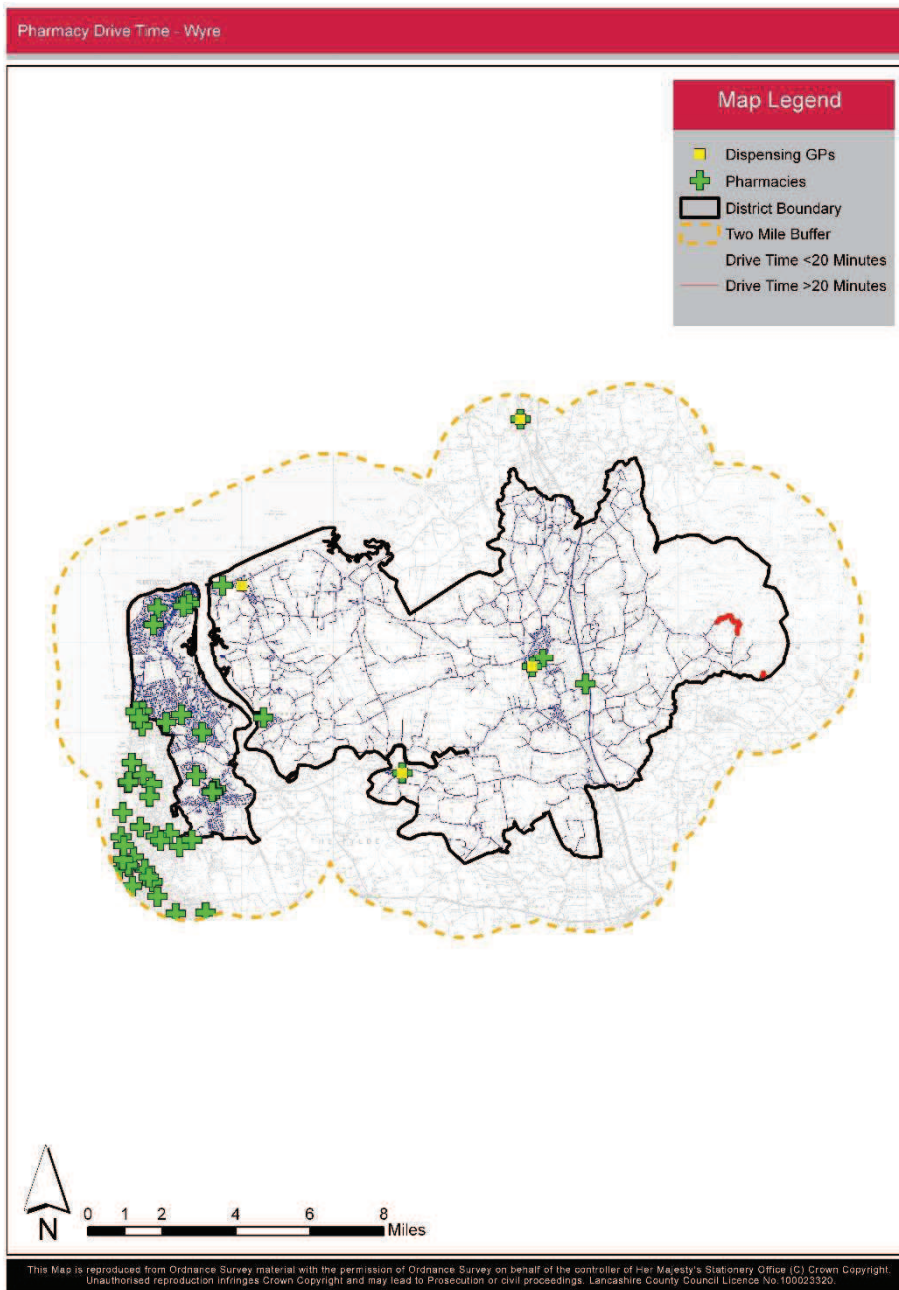 Pharmacy Drive Time - Wyre
Map Legend
Dispensing GPs
Pharmacies
District Boundary
Two Mile Buffer
Drive Time <20 Minutes
Drive Time >20 Minutes
N
0 1 2 4 6 8
Miles
This Map is reproduced from Ordnance Survey material with the permission of Ordnance Survey on behalf of the controller of Her Majesty's Stationery Office (C) Crown Copyright.
Unauthorised reproduction infringes Crown Copyright and may lead to Prosecution or civil proceedings. Lancashire County Council Licence No.100023320.